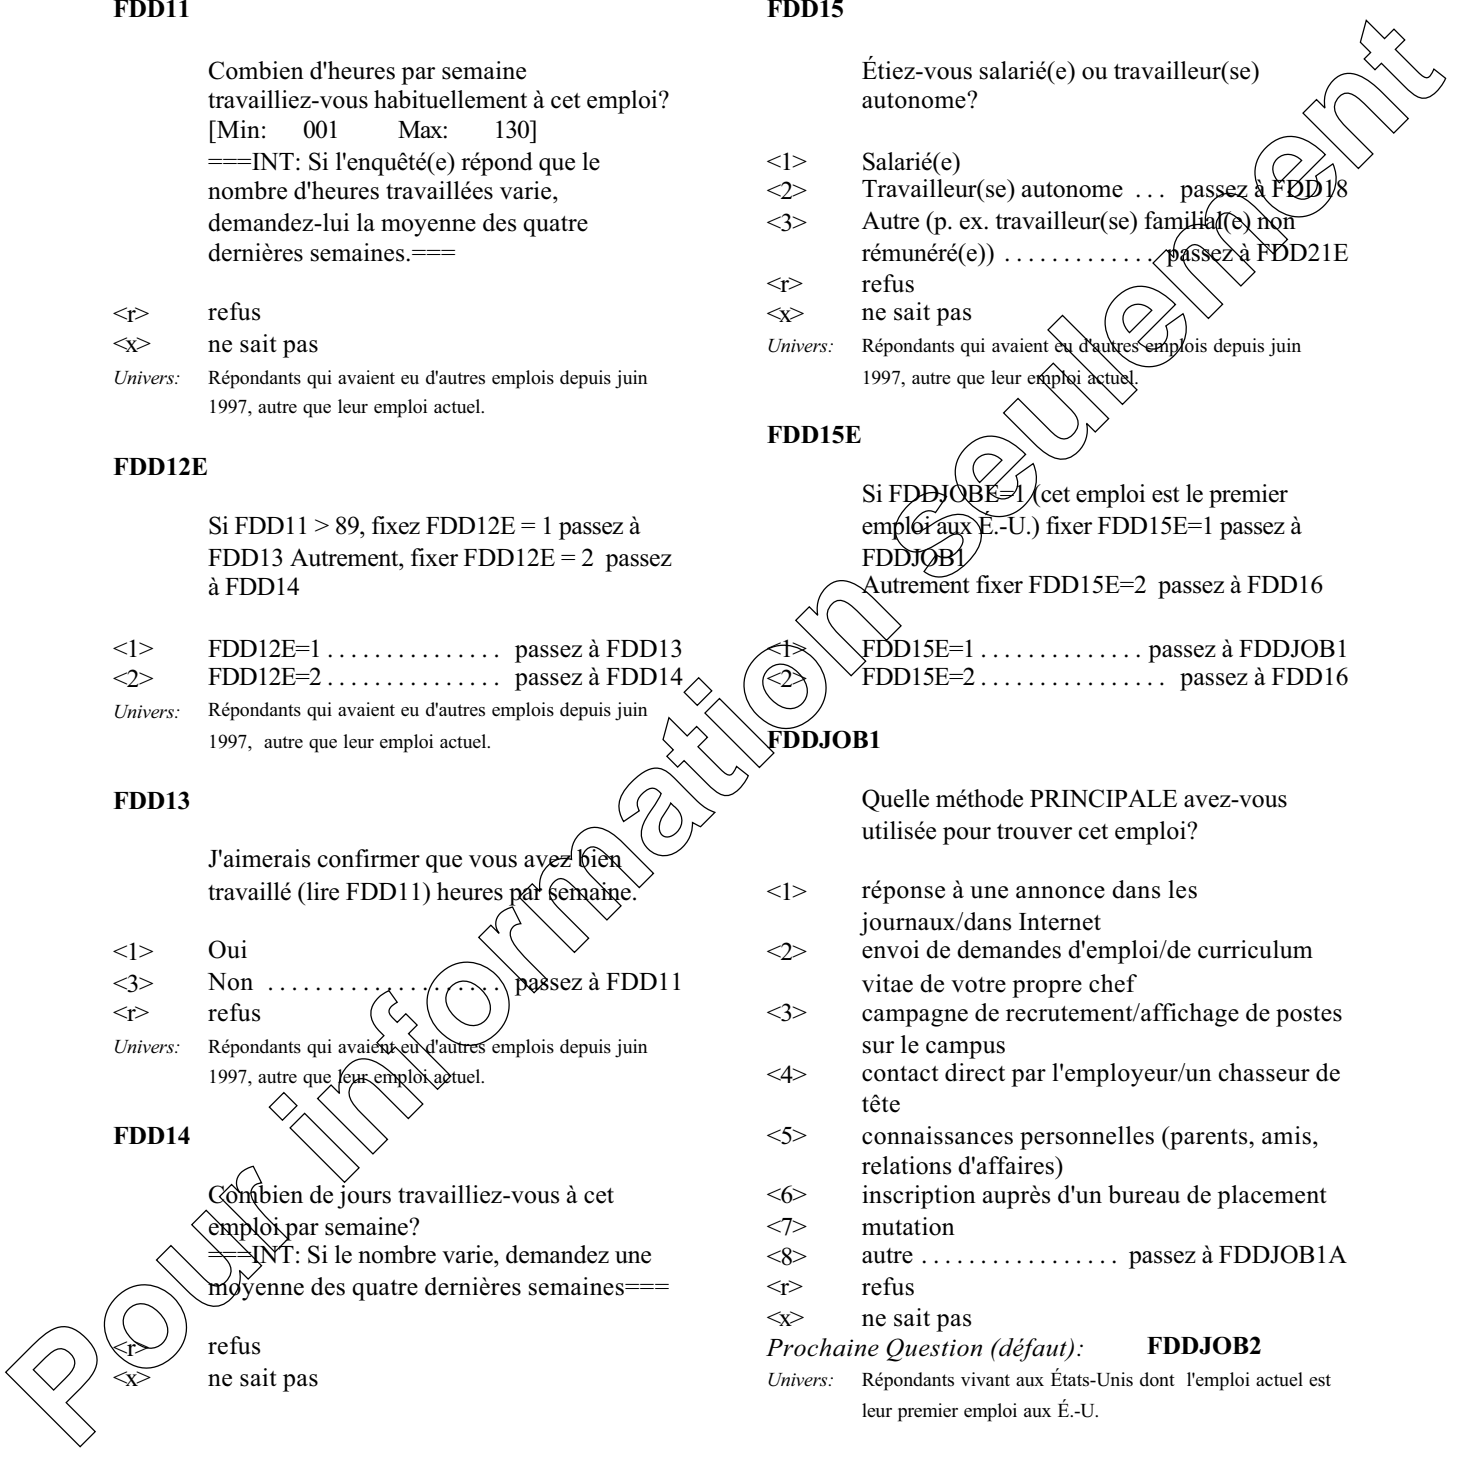 FDD11
Combien d'heures par semaine
travailliez-vous habituellement à cet emploi?
[Min: 001 Max: 130]
===INT: Si l'enquêté(e) répond que le
nombre d'heures travaillées varie,
demandez-lui la moyenne des quatre
dernières semaines.===
<r> refus
<x> ne sait pas
Univers: Répondants qui avaient eu d'autres emplois depuis juin
1997, autre que leur emploi actuel.
FDD12E
Si FDD11 > 89, fixez FDD12E = 1 passez à
FDD13 Autrement, fixer FDD12E = 2 passez
à FDD14
<1> FDD12E=1 . . . . . . . . . . . . . . . passez à FDD13
<2> FDD12E=2 . . . . . . . . . . . . . . . passez à FDD14
Univers: Répondants qui avaient eu d'autres emplois depuis juin
1997, autre que leur emploi actuel.
FDD13
J'aimerais confirmer que vous avez bien
travaillé (lire FDD11) heures par semaine.
<1> Oui
<3> Non . . . . . . . . . . . . . . . . . . . . passez à FDD11
<r> refus
Univers: Répondants qui avaient eu d'autres emplois depuis juin
1997, autre que leur emploi actuel.
FDD14
Combien de jours travailliez-vous à cet
emploi par semaine?
===INT: Si le nombre varie, demandez une
moyenne des quatre dernières semaines===
<r> refus
<x> ne sait pas
FDD15
Étiez-vous salarié(e) ou travailleur(se)
autonome?
<1> Salarié(e)
<2> Travailleur(se) autonome . . . passez à FDD18
<3> Autre (p. ex. travailleur(se) familial(e) non
rémunéré(e)) . . . . . . . . . . . . . passez à FDD21E
<r> refus
<x> ne sait pas
Univers: Répondants qui avaient eu d'autres emplois depuis juin
1997, autre que leur emploi actuel.
FDD15E
Si FDDJOBE=1 (cet emploi est le premier
emploi aux É.-U.) fixer FDD15E=1 passez à
FDDJOB1
Autrement fixer FDD15E=2 passez à FDD16
<1> FDD15E=1 . . . . . . . . . . . . . . passez à FDDJOB1
<2> FDD15E=2 . . . . . . . . . . . . . . . . passez à FDD16
FDDJOB1
Quelle méthode PRINCIPALE avez-vous
utilisée pour trouver cet emploi?
<1> réponse à une annonce dans les
journaux/dans Internet
<2> envoi de demandes d'emploi/de curriculum
vitae de votre propre chef
<3> campagne de recrutement/affichage de postes
sur le campus
<4> contact direct par l'employeur/un chasseur de
tête
<5> connaissances personnelles (parents, amis,
relations d'affaires)
<6> inscription auprès d'un bureau de placement
<7> mutation
<8> autre . . . . . . . . . . . . . . . . . passez à FDDJOB1A
<r> refus
<x> ne sait pas
Prochaine Question (défaut): FDDJOB2
Univers: Répondants vivant aux États-Unis dont l'emploi actuel est
leur premier emploi aux É.-U.
Pour information seulement